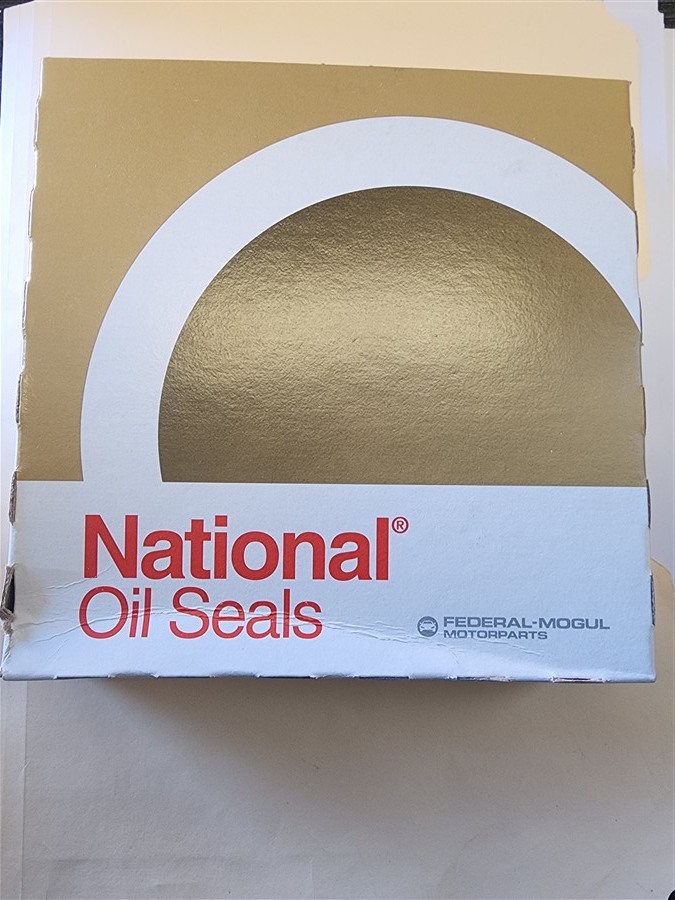 National®
Oil Seals
FEDERAL-MOGUL
MOTORPARTS